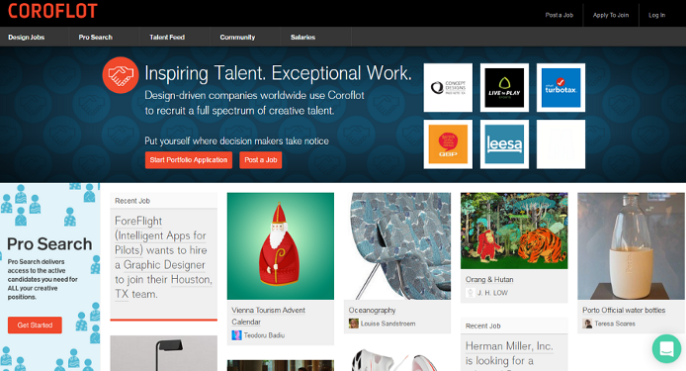 COROFLOT
Post a Job
Apply To Join
Log In
Design Jobs
Pro Search
Talent Feed
Community
Salaries
Inspiring Talent. Exceptional Work.
Design-driven companies worldwide use Coroflot
to recruit a full spectrum of creative talent.
Put yourself where decision makers take notice
Start Portfolio Application
Post a Job
CONCEPT
DESIGNS
LIVE TO PLAY
turbotax.
GGP
leesa
Pro Search
Pro Search delivers
access to the active
candidates you need for
ALL your creative
positions.
Get Started
Recent Job
ForeFlight
(Intelligent Apps for
Pilots) wants to hire
a Graphic Designer
to join their Houston,
TX team.
Vienna Tourism Advent
Calendar
Teodoru Badiu
Oceanography
Louise Sandstroem
Orang & Hutan
J. H. LOW
Recent Job
Herman Miller, Inc.
is looking for a
Porto Official water bottles
Teresa Soares